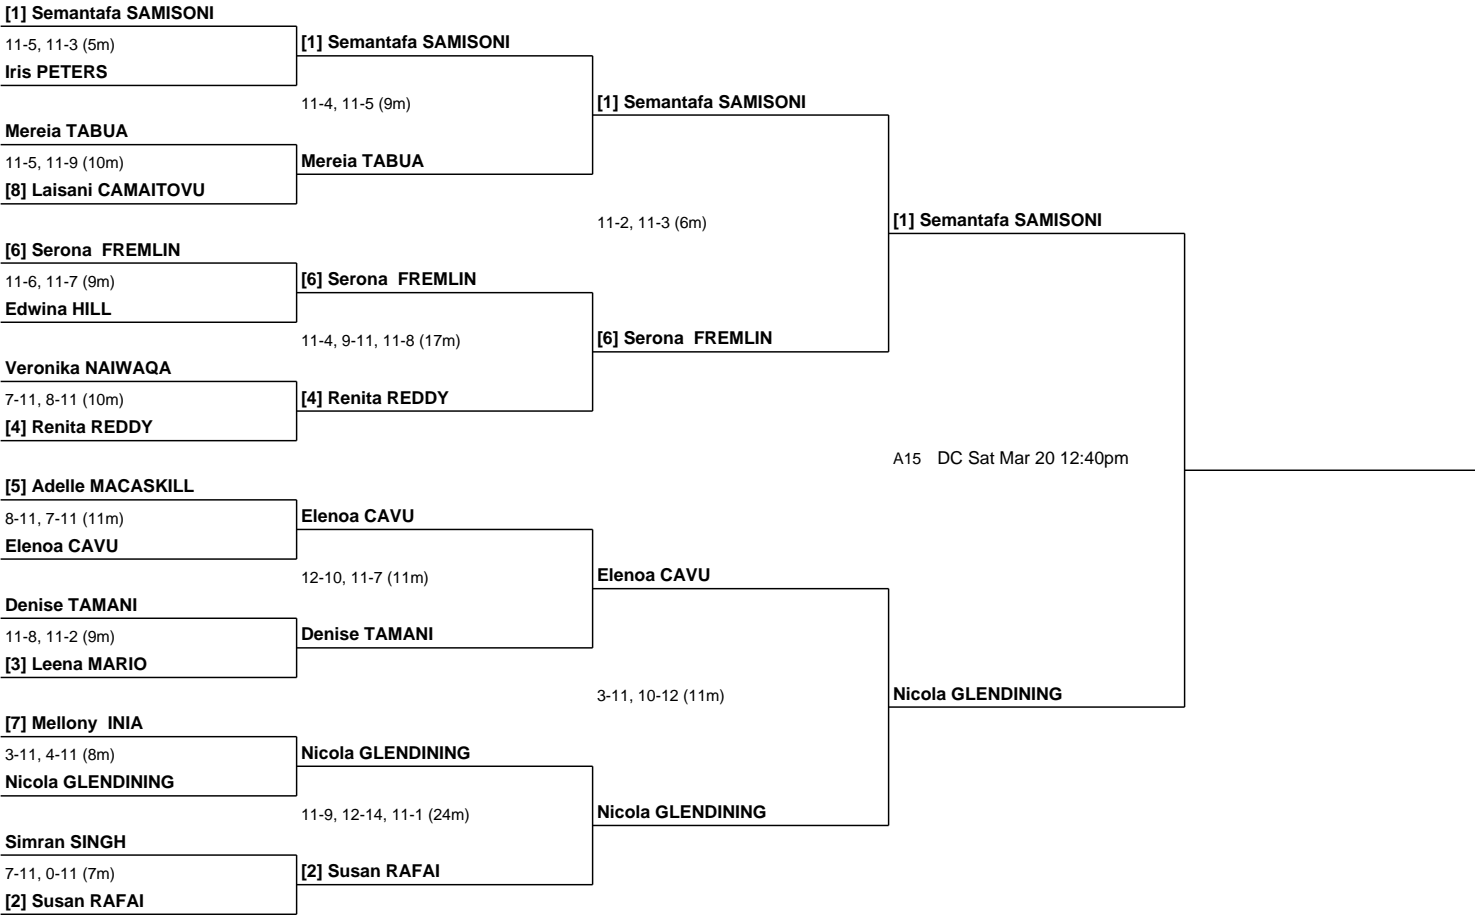 [1] Semantafa SAMISONI
11-5, 11-3 (5m)
Iris PETERS
Mereia TABUA
11-5, 11-9 (10m)
[8] Laisani CAMAITOVU
[6] Serona  FREMLIN
11-6, 11-7 (9m)
Edwina HILL
Veronika NAIWAQA
7-11, 8-11 (10m)
[4] Renita REDDY
[5] Adelle MACASKILL
8-11, 7-11 (11m)
Elenoa CAVU
Denise TAMANI
11-8, 11-2 (9m)
[3] Leena MARIO
[7] Mellony  INIA
3-11, 4-11 (8m)
Nicola GLENDINING
Simran SINGH
7-11, 0-11 (7m)
[2] Susan RAFAI
[1] Semantafa SAMISONI
11-4, 11-5 (9m)
Mereia TABUA
[6] Serona  FREMLIN
11-4, 9-11, 11-8 (17m)
[4] Renita REDDY
Elenoa CAVU
12-10, 11-7 (11m)
Denise TAMANI
Nicola GLENDINING
11-9, 12-14, 11-1 (24m)
[2] Susan RAFAI
[1] Semantafa SAMISONI
11-2, 11-3 (6m)
[6] Serona  FREMLIN
Elenoa CAVU
3-11, 10-12 (11m)
Nicola GLENDINING
[1] Semantafa SAMISONI
A15 DC Sat Mar 20 12:40pm
Nicola GLENDINING